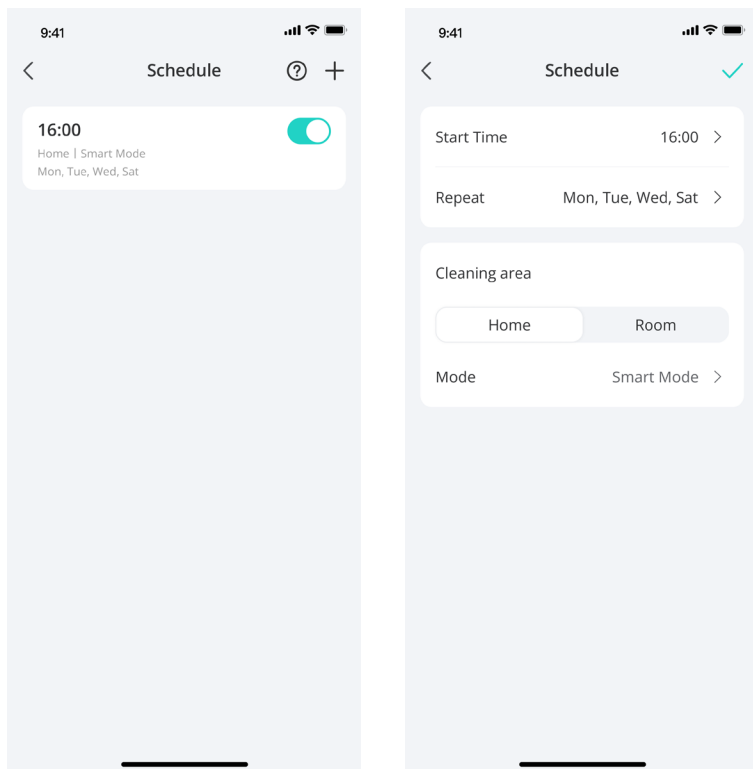 9:41
Schedule
16:00
Home | Smart Mode
Mon, Tue, Wed, Sat
9:41
Schedule
Start Time 16:00
Repeat Mon, Tue, Wed, Sat
Cleaning area
Home Room
Mode Smart Mode